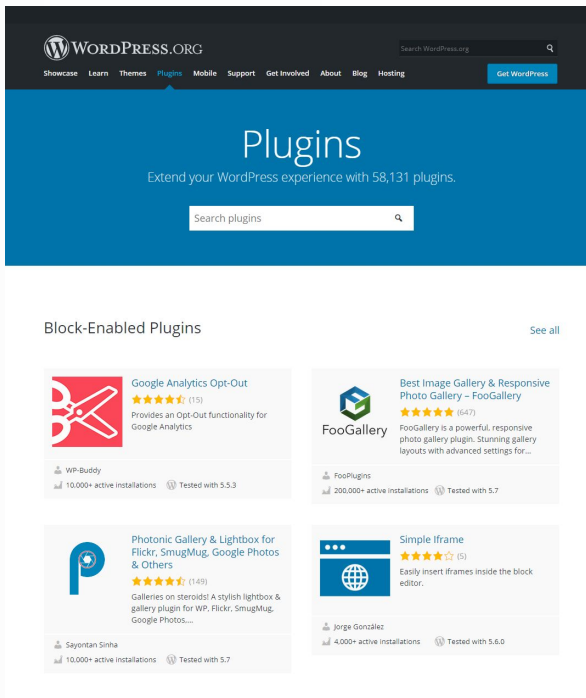 WORDPRESS.ORG
Search WordPress.org
Showcase Learn Themes Plugins Mobile Support Get Involved About Blog Hosting
Get WordPress
Plugins
Extend your WordPress experience with 58,131 plugins.
Search plugins
Block-Enabled Plugins
See all
Google Analytics Opt-Out
(15)
Provides an Opt-Out functionality for
Google Analytics
WP-Buddy
10,000+ active installations Tested with 5.5.3
FooGallery
Best Image Gallery & Responsive
Photo Gallery – FooGallery
(647)
FooGallery is a powerful, responsive
photo gallery plugin. Stunning gallery
layouts with advanced settings for...
FooPlugins
200,000+ active installations Tested with 5.7
Photonic Gallery & Lightbox for
Flickr, SmugMug, Google Photos
& Others
(149)
Galleries on steroids! A stylish lightbox &
gallery plugin for WP, Flickr, SmugMug,
Google Photos,...
Sayontan Sinha
10,000+ active installations Tested with 5.7
Simple Iframe
(5)
Easily insert iframes inside the block
editor.
Jorge González
4,000+ active installations Tested with 5.6.0